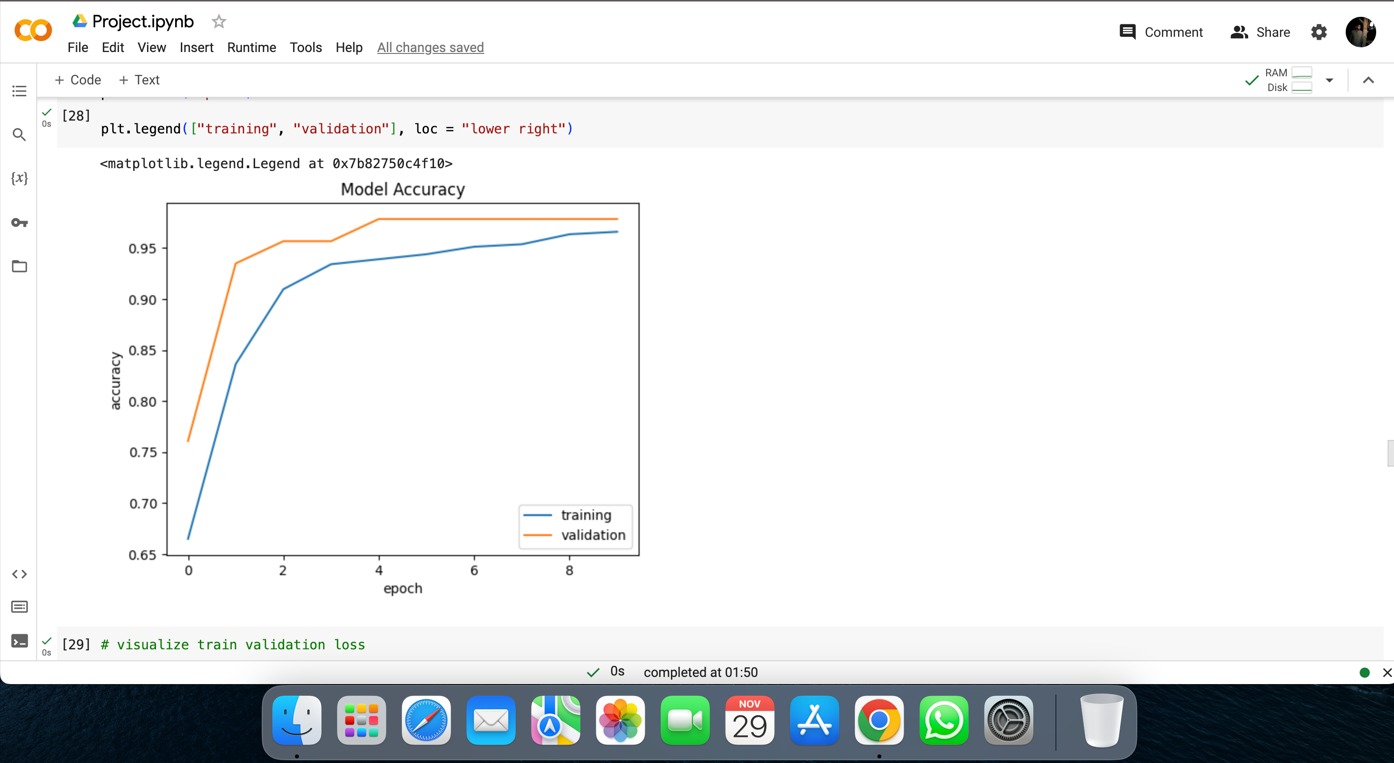 Project.ipynb
Comment
Share
File Edit View Insert Runtime Tools Help All changes saved
+ Code + Text
RAM
Disk
[28]
0s
plt.legend(["training", "validation"], loc = "lower right")
<matplotlib.legend.Legend at 0x7b82750c4f10>
{x}
Model Accuracy
0.95
0.90
0.85
0.80
0.75
0.70
0.65
accuracy
training
validation
0 2 4 6 8
epoch
[29] # visualize train validation loss
0s
0s completed at 01:50
NOV
29